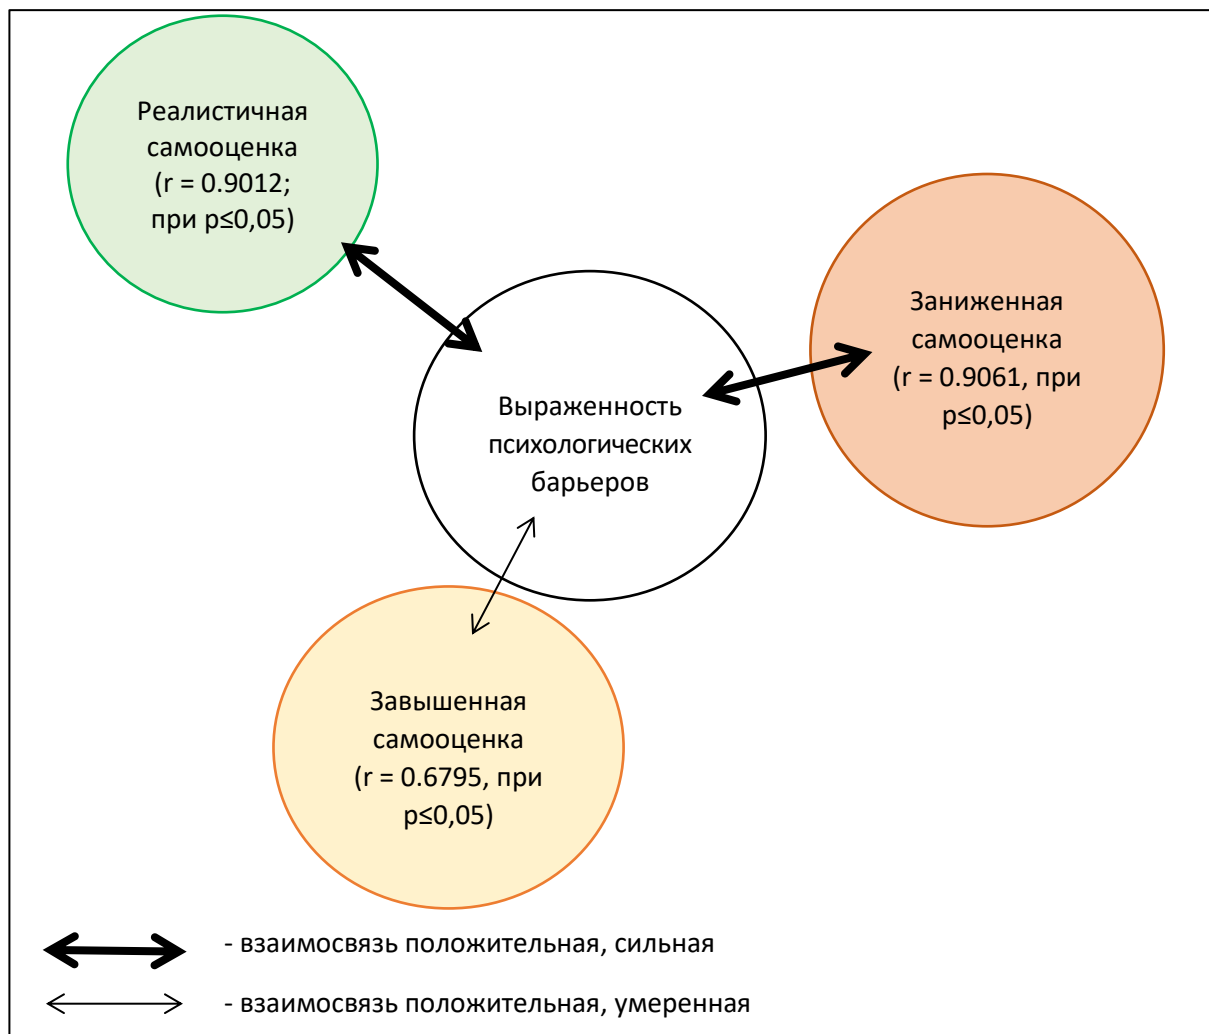 Реалистичная
самооценка
(r = 0.9012;
при p≤0,05)
Заниженная
самооценка
(r = 0.9061, при
p≤0,05)
Выраженность
психологических
барьеров
Завышенная
самооценка
(r = 0.6795, при
p≤0,05)
- взаимосвязь положительная, сильная
- взаимосвязь положительная, умеренная